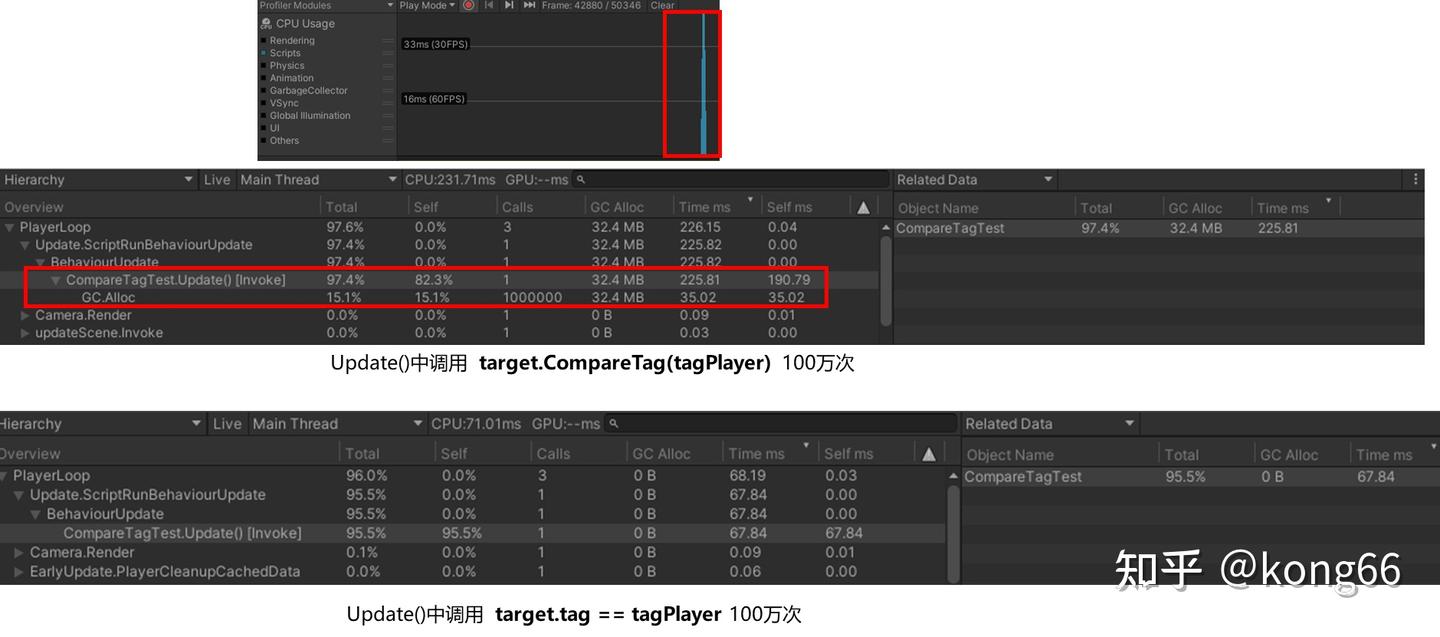 Profiler Modules Play Mode Frame: 42880 / 50346 Clear
CPU Usage
Rendering
Scripts
Physics
Animation
GarbageCollector
VSync
Global Illumination
UI
Others
33ms (30FPS)
16ms (60FPS)
Hierarchy Live Main Thread CPU:231.71ms GPU:--ms Related Data
Overview Total Self Calls GC Alloc Time ms Self ms Object Name Total GC Alloc Time ms
PlayerLoop 97.6% 0.0% 3 32.4 MB 226.15 0.04 CompareTagTest 97.4% 32.4 MB 225.81
Update.ScriptRunBehaviourUpdate 97.4% 0.0% 1 32.4 MB 225.82 0.00
BehaviourUpdate 97.4% 0.0% 1 32.4 MB 225.82 0.00
CompareTagTest.Update() [Invoke] 97.4% 82.3% 1 32.4 MB 225.81 190.79
GC.Alloc 15.1% 15.1% 1000000 32.4 MB 35.02 35.02
Camera.Render 0.0% 0.0% 1 0 B 0.09 0.01
updateScene.Invoke 0.0% 0.0% 1 0 B 0.03 0.00
Update()中调用 target.CompareTag(tagPlayer) 100万次
Hierarchy Live Main Thread CPU:71.01ms GPU:--ms Related Data
Overview Total Self Calls GC Alloc Time ms Self ms Object Name Total GC Alloc Time ms
PlayerLoop 96.0% 0.0% 3 0 B 68.19 0.03 CompareTagTest 95.5% 0 B 67.84
Update.ScriptRunBehaviourUpdate 95.5% 0.0% 1 0 B 67.84 0.00
BehaviourUpdate 95.5% 0.0% 1 0 B 67.84 0.00
CompareTagTest.Update() [Invoke] 95.5% 95.5% 1 0 B 67.84 67.84
Camera.Render 0.1% 0.0% 1 0 B 0.09 0.01
EarlyUpdate.PlayerCleanupCachedData 0.0% 0.0% 1 0 B 0.06 0.00
知乎 @kong66
Update()中调用 target.tag == tagPlayer 100万次